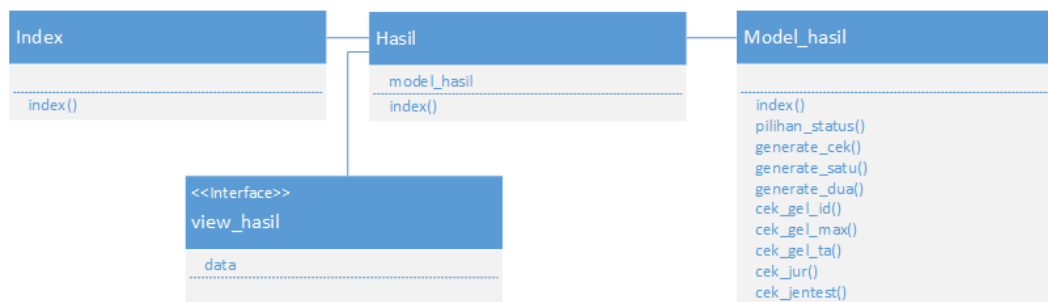 Index
index()
Hasil
model_hasil
index()
Model_hasil
index()
pilihan_status()
generate_cek()
generate_satu()
generate_dua()
cek_gel_id()
cek_gel_max()
cek_gel_ta()
cek_jur()
cek_jentest()
<<Interface>>
view_hasil
data